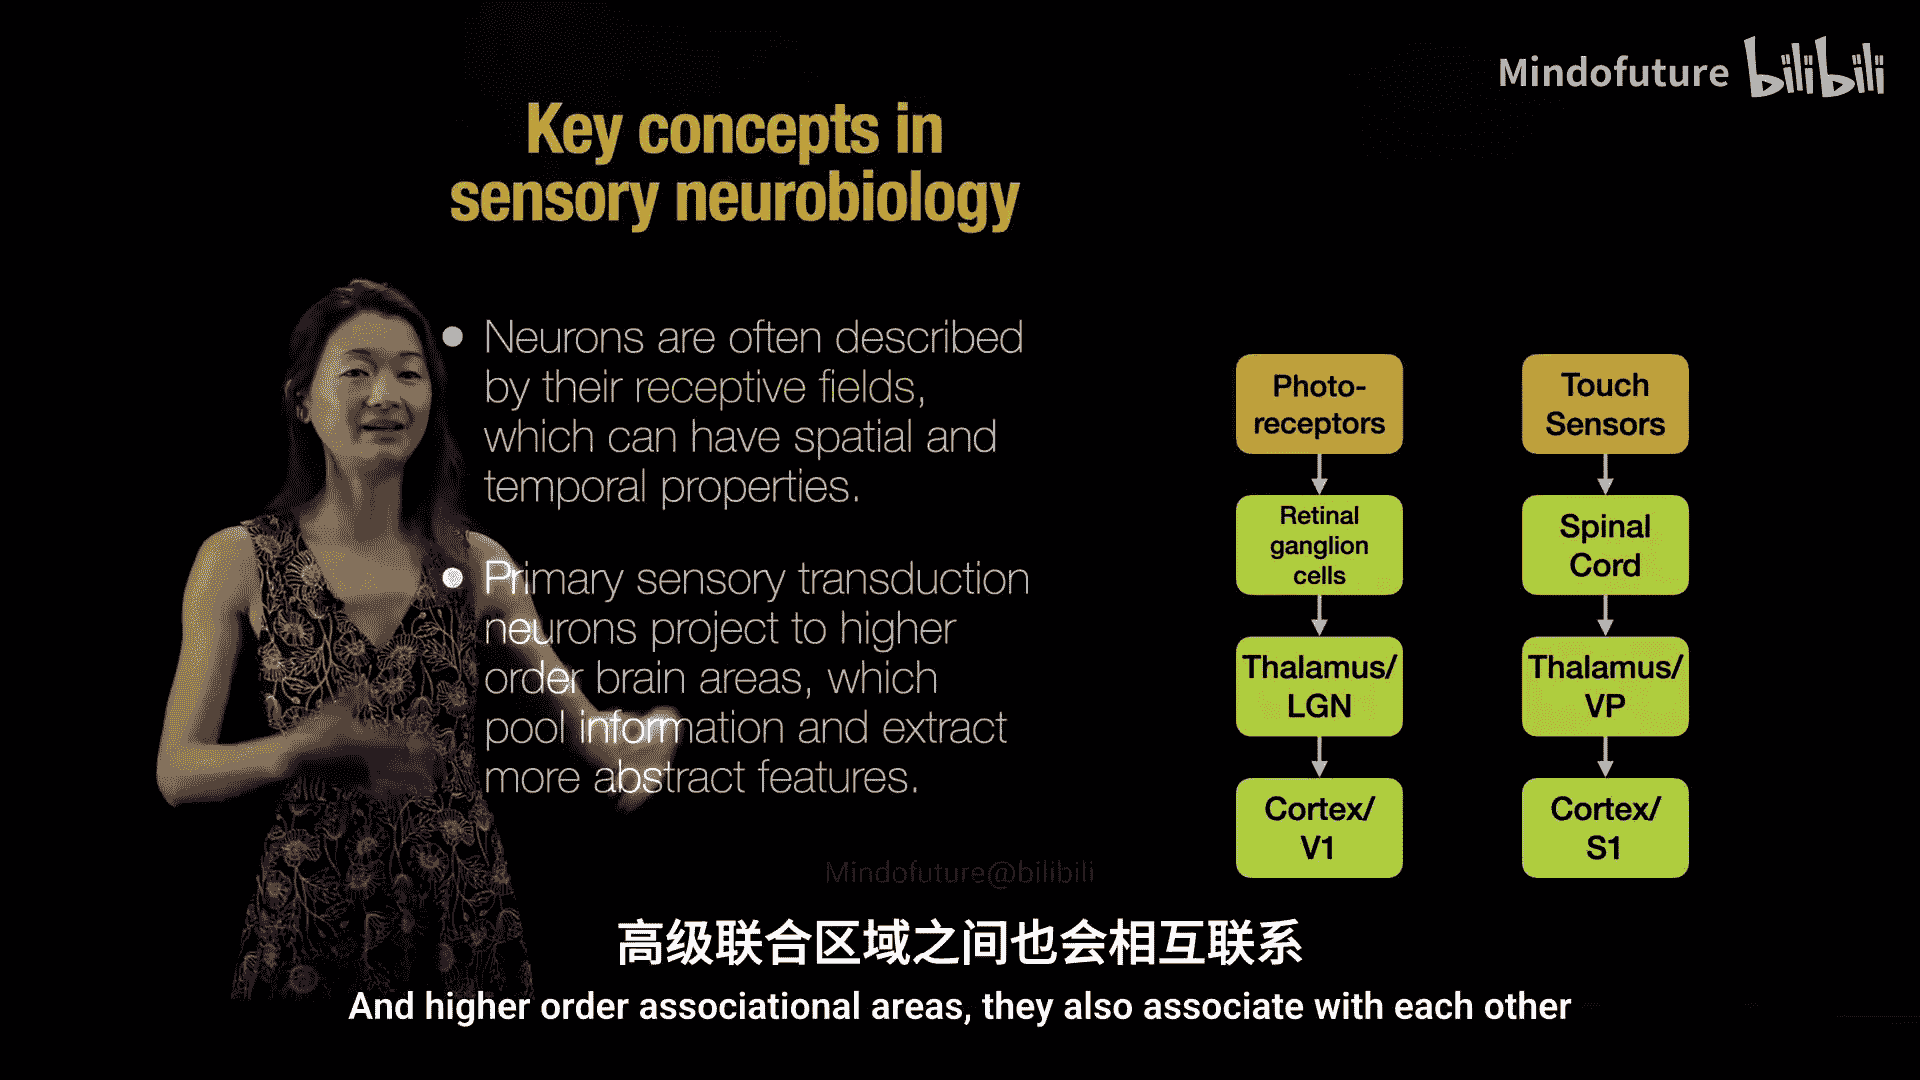 Mindofuture bilibili
Key concepts in
sensory neurobiology
Neurons are often described
by their receptive fields,
which can have spatial and
temporal properties.
Primary sensory transduction
neurons project to higher
order brain areas, which
pool information and extract
more abstract features.
Photo-
receptors
Retinal
ganglion
cells
Thalamus/
LGN
Cortex/
V1
Touch
Sensors
Spinal
Cord
Thalamus/
VP
Cortex/
S1
Mindofuture@bilibili
高级联合区域之间也会相互联系
And higher order associational areas, they also associate with each other